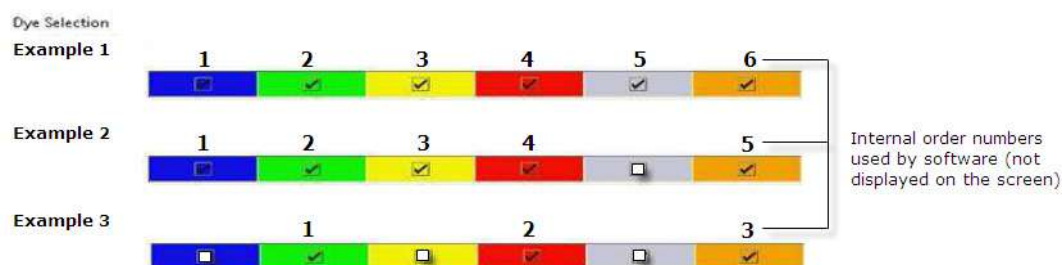 Dye Selection
Example 1
1 2 3 4 5 6
Example 2
1 2 3 4 5
Internal order numbers
used by software (not
displayed on the screen)
Example 3
1 2 3